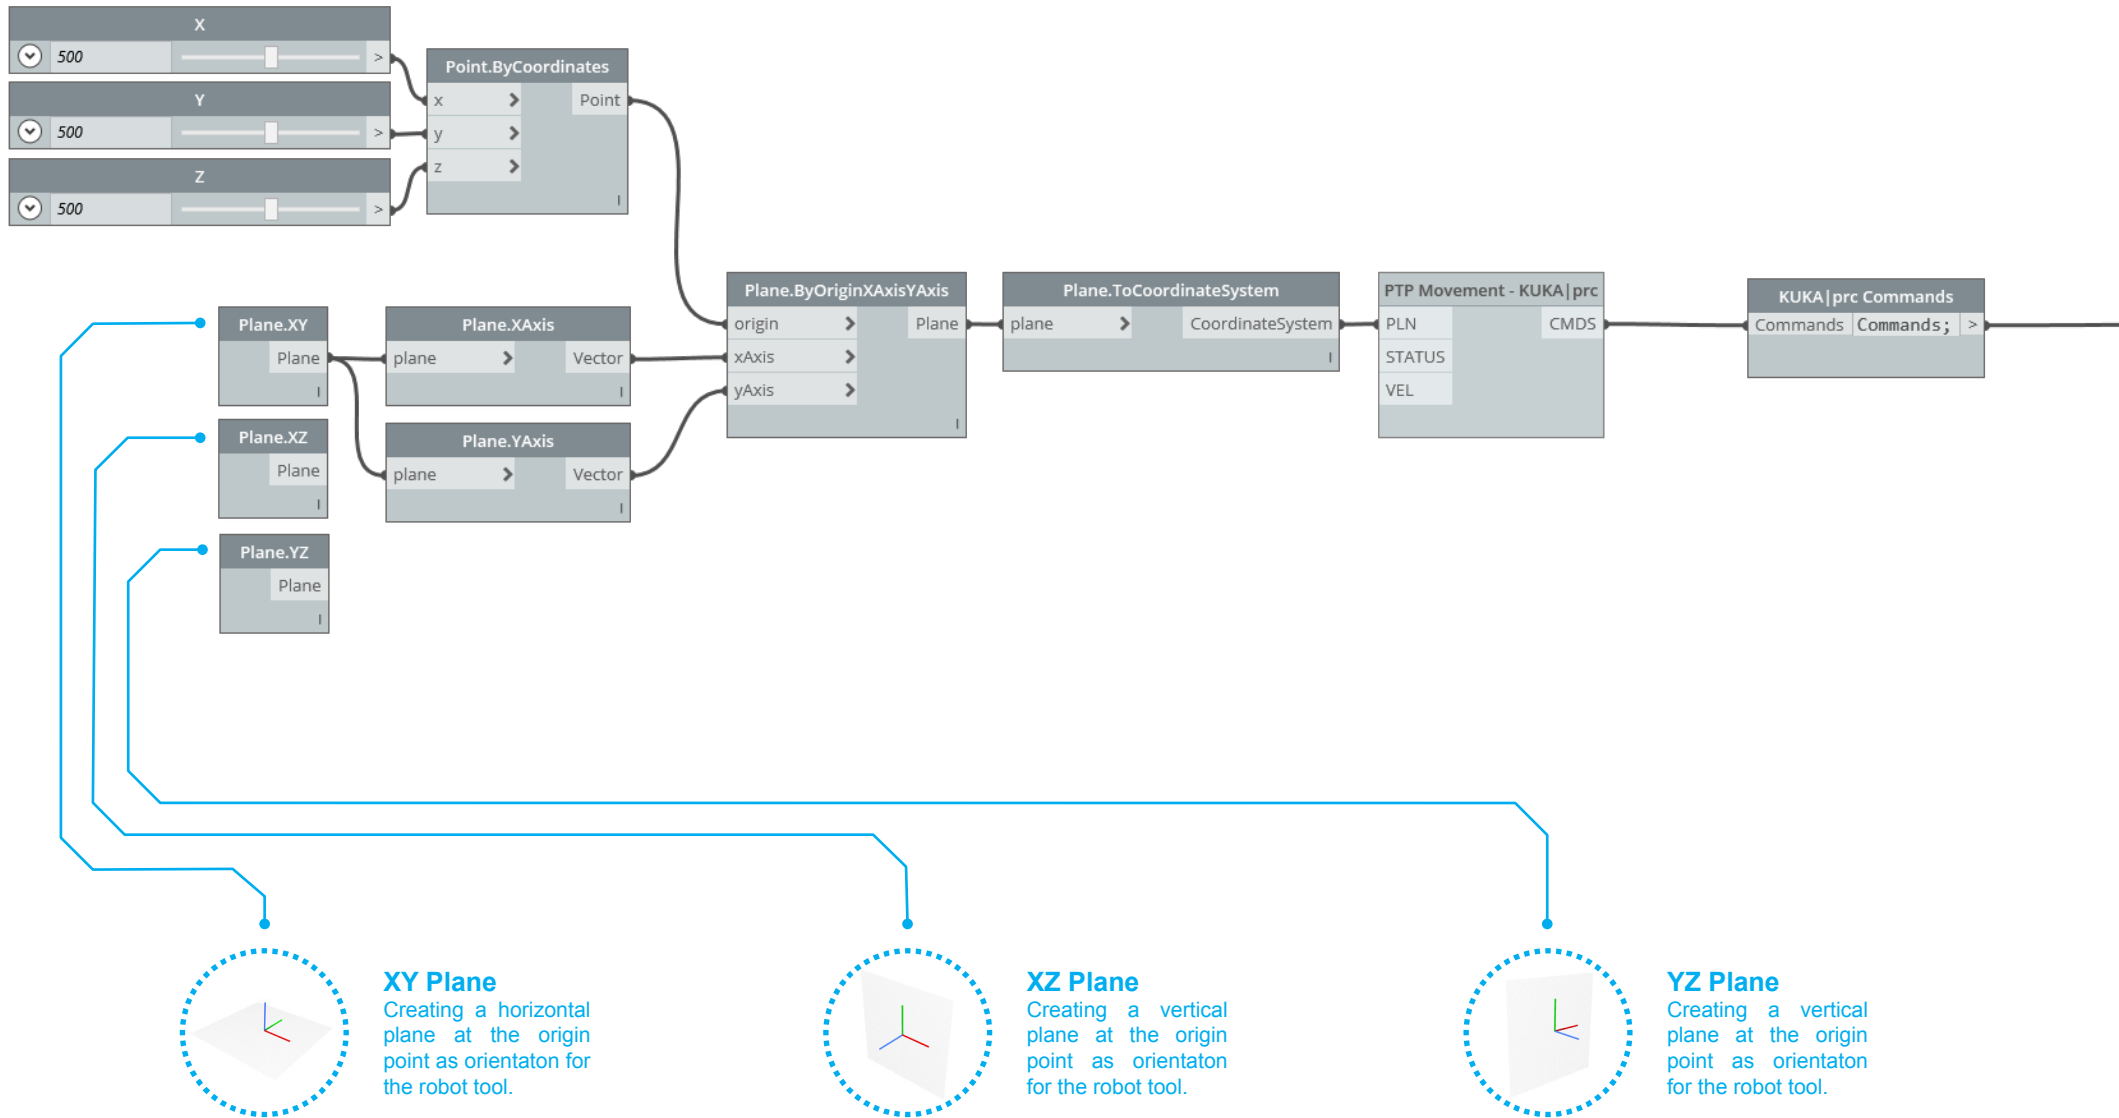 X
500 >
Y
500 >
Z
500 >
Point.ByCoordinates
x Point
y
z
Plane.XY
Plane
Plane.XZ
Plane
Plane.YZ
Plane
Plane.XAxis
plane Vector
Plane.YAxis
plane Vector
Plane.ByOriginXAxisYAxis
origin Plane
xAxis
yAxis
Plane.ToCoordinateSystem
plane CoordinateSystem
PTP Movement - KUKA|prc
PLN CMDS
STATUS
VEL
KUKA|prc Commands
Commands Commands; >
XY Plane
Creating a horizontal
plane at the origin
point as orientaton for
the robot tool.
XZ Plane
Creating a vertical
plane at the origin
point as orientaton
for the robot tool.
YZ Plane
Creating a vertical
plane at the origin
point as orientaton
for the robot tool.